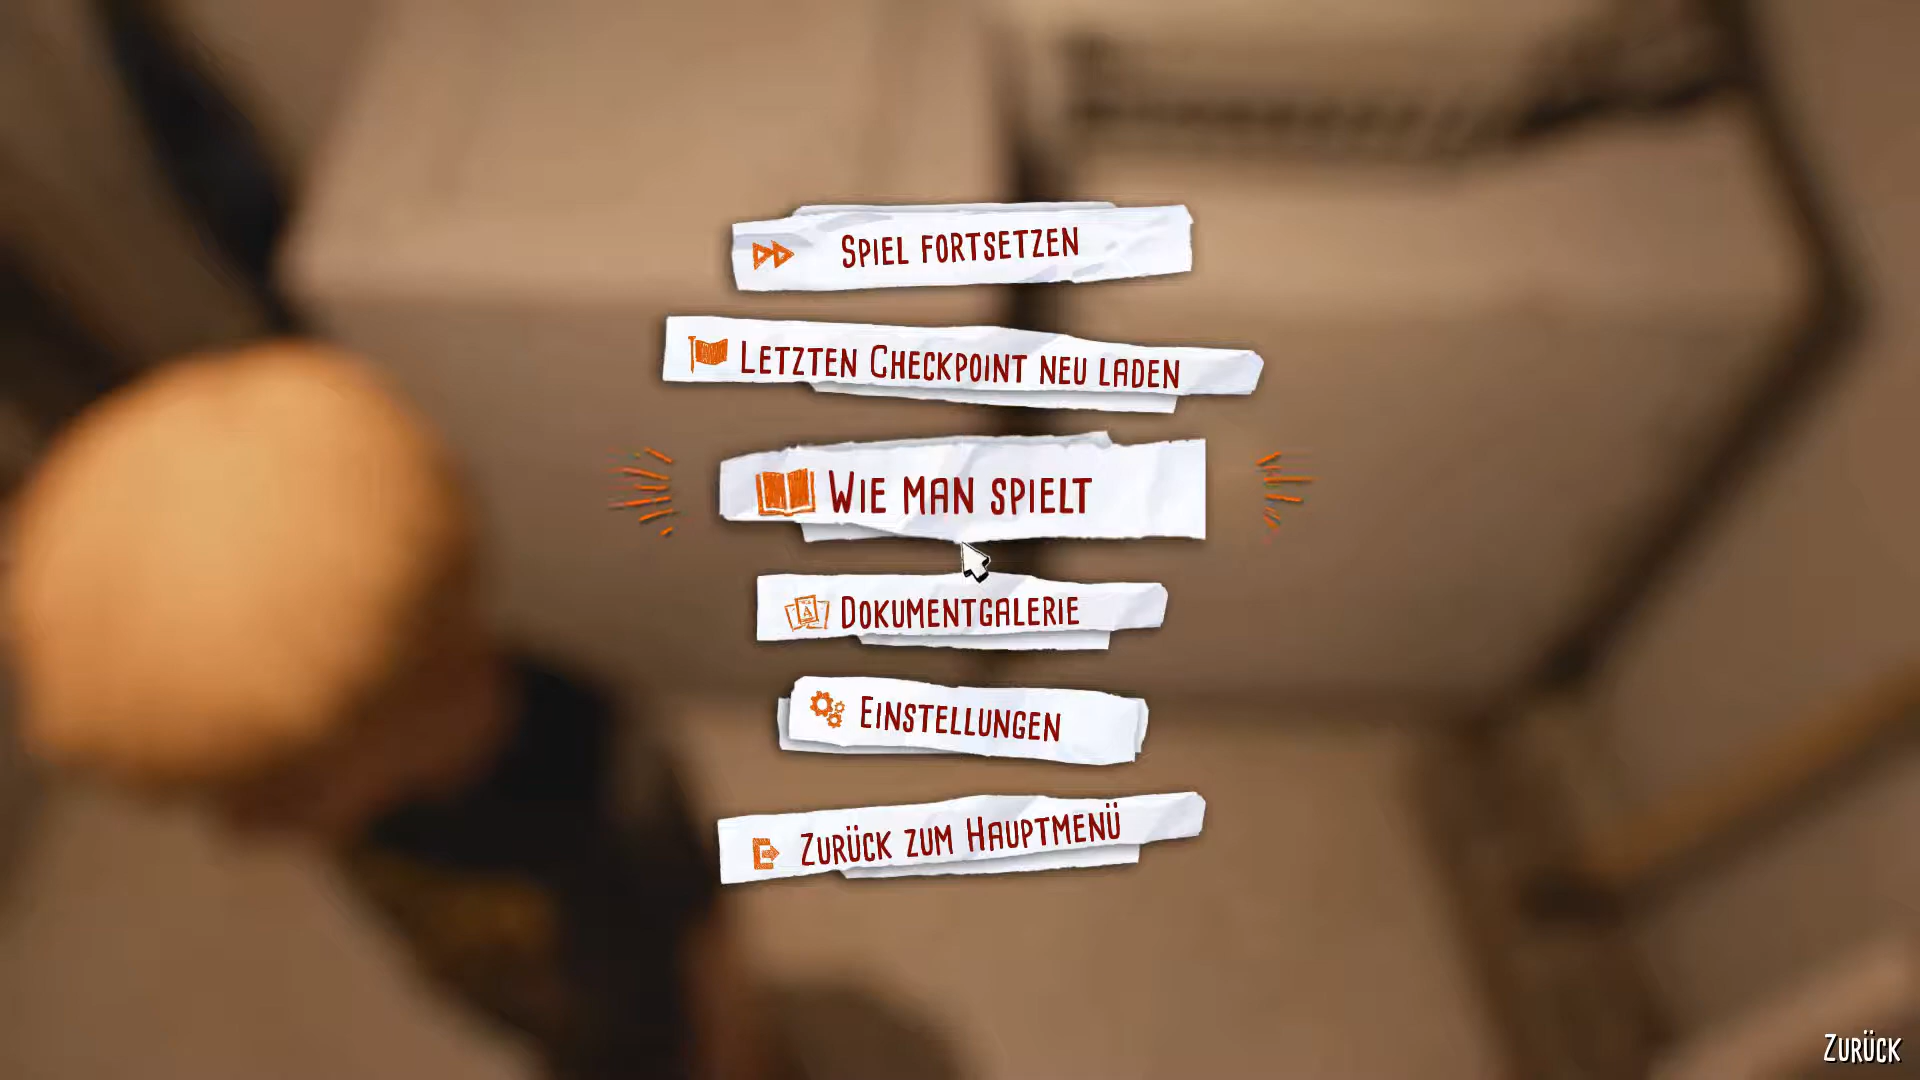 Spiel fortsetzen
Letzten Checkpoint neu laden
Wie man spielt
Dokumentgalerie
Einstellungen
Zurück zum Hauptmenü
Zurück